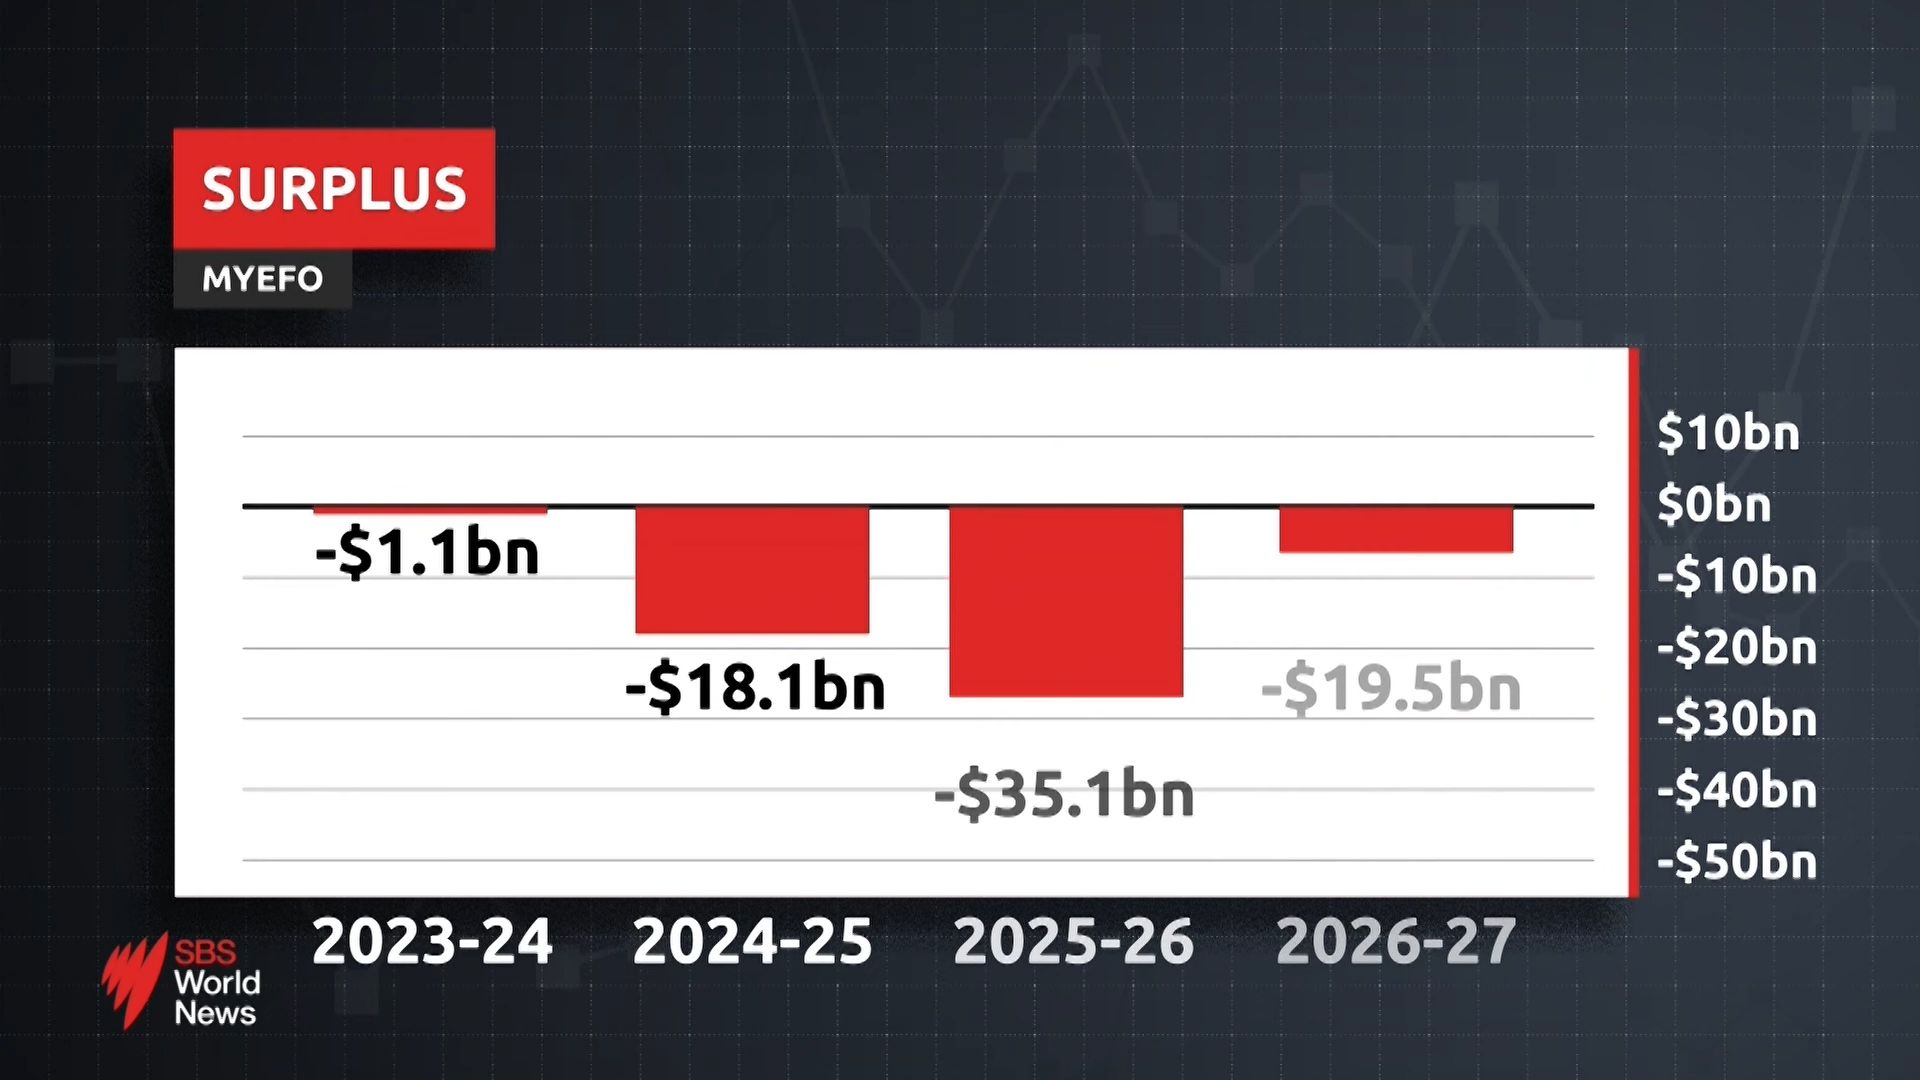 SURPLUS
MYEFO
$10bn
$0bn
-$10bn
-$20bn
-$30bn
-$40bn
-$50bn
-$1.1bn
-$18.1bn
-$35.1bn
-$19.5bn
2023-24
2024-25
2025-26
2026-27
SBS
World
News